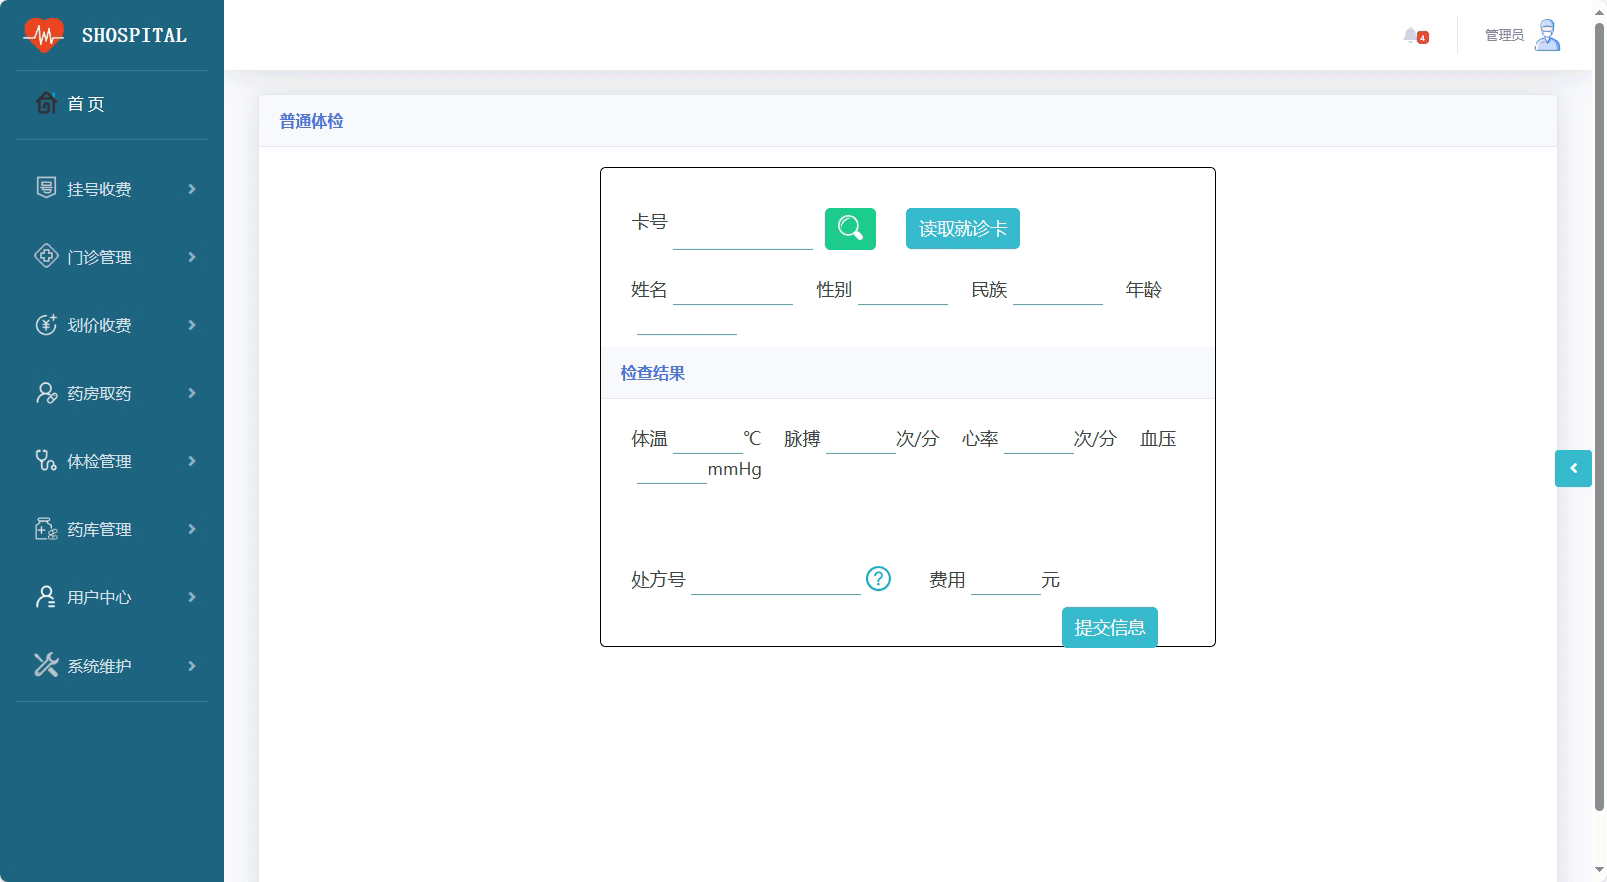 SHOSPITAL
4
管理员
首页
挂号收费
门诊管理
划价收费
药房取药
体检管理
药库管理
用户中心
系统维护
普通体检
卡号 读取就诊卡
姓名 性别 民族 年龄
检查结果
体温 ℃ 脉搏 次/分 心率 次/分 血压
mmHg
处方号 ? 费用 元
提交信息